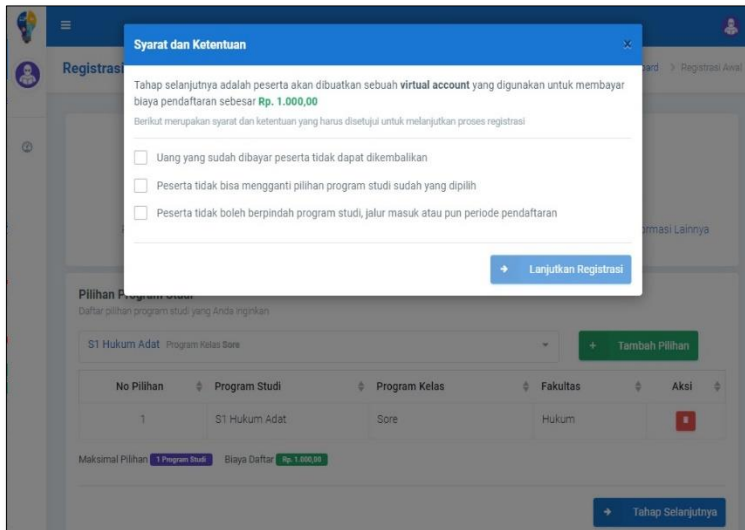 Syarat dan Ketentuan
x
Registrasi
> Registrasi Awal
Tahap selanjutnya adalah peserta akan dibuatkan sebuah virtual account yang digunakan untuk membayar
biaya pendaftaran sebesar Rp. 1.000,00
Berikut merupakan syarat dan ketentuan yang harus disetujui untuk melanjutkan proses registrasi
Uang yang sudah dibayar peserta tidak dapat dikembalikan
Peserta tidak bisa mengganti pilihan program studi sudah yang dipilih
Peserta tidak boleh berpindah program studi, jalur masuk atau pun periode pendaftaran
Lainnya
Lanjutkan Registrasi
Pilihan Program Studi
Daftar pilihan program studi yang Anda inginkan
S1 Hukum Adat Program Kelas Sore
+ Tambah Pilihan
No Pilihan Program Studi Program Kelas Fakultas Aksi
1 S1 Hukum Adat Sore Hukum
Maksimal Pilihan 1 Program Studi Biaya Daftar Rp. 1.000,00
Tahap Selanjutnya